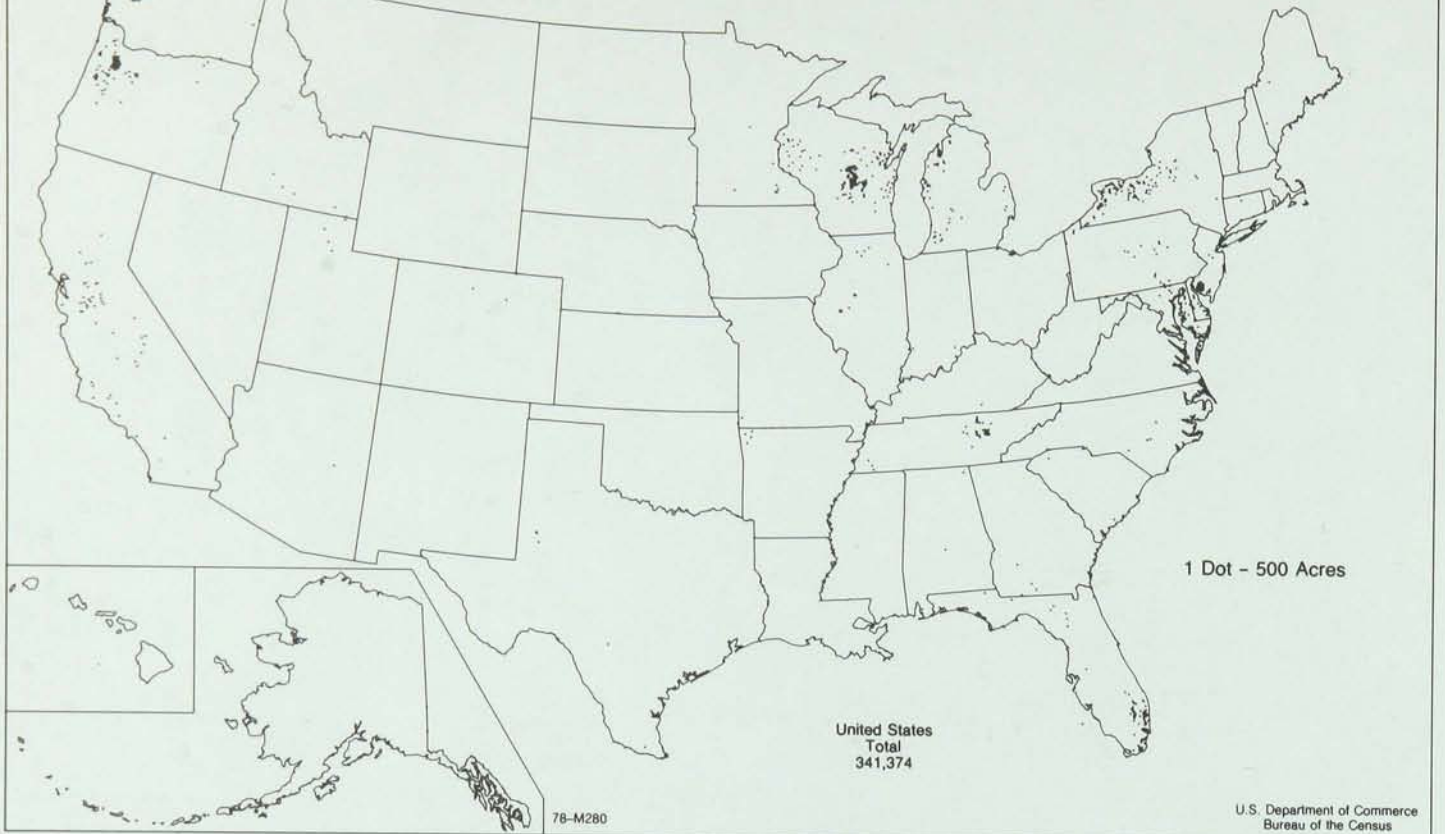 1 Dot – 500 Acres
United States
Total
341,374
78-M280
U.S. Department of Commerce
Bureau of the Census